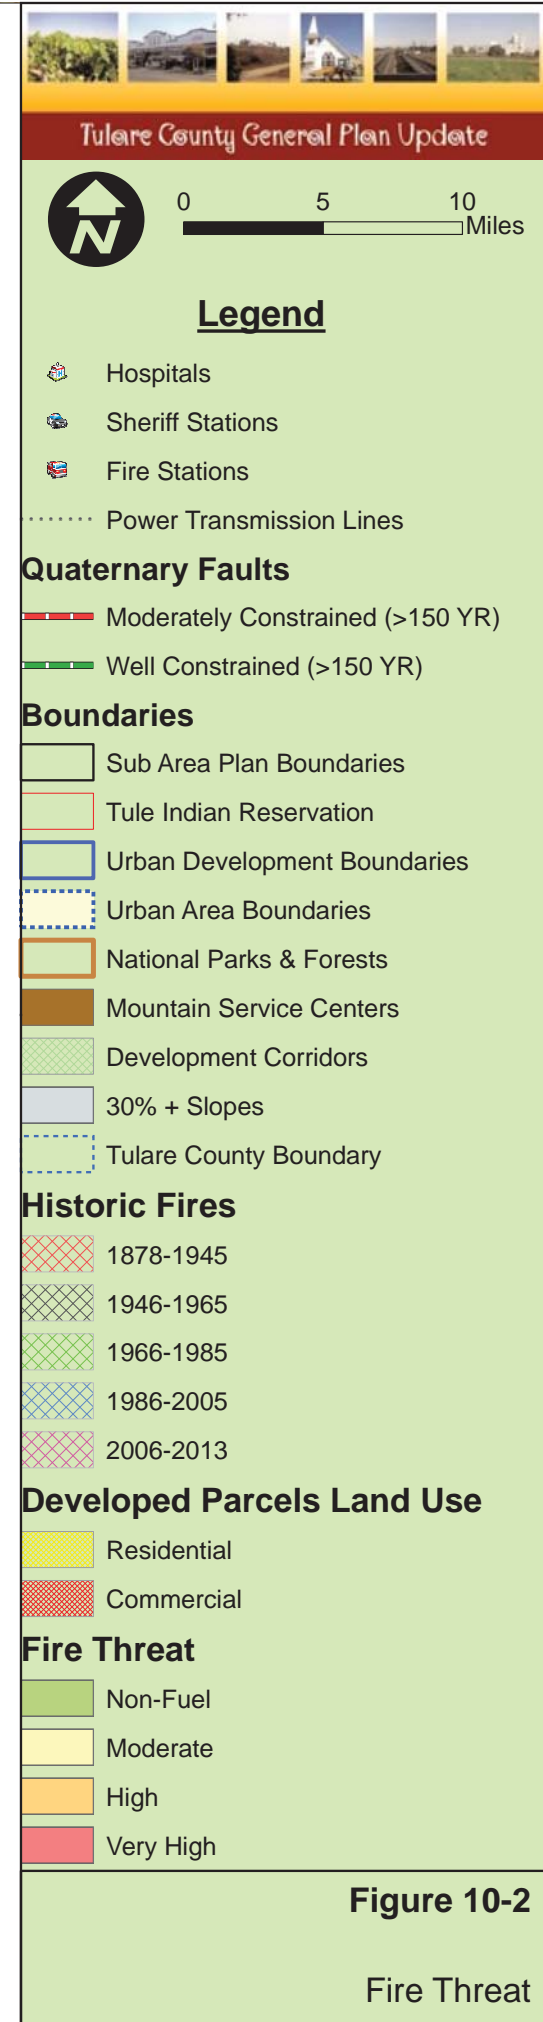 Tulare County General Plan Update
N
0 5 10
Miles
Legend
Hospitals
Sheriff Stations
Fire Stations
Power Transmission Lines
Quaternary Faults
Moderately Constrained (>150 YR)
Well Constrained (>150 YR)
Boundaries
Sub Area Plan Boundaries
Tule Indian Reservation
Urban Development Boundaries
Urban Area Boundaries
National Parks & Forests
Mountain Service Centers
Development Corridors
30% + Slopes
Tulare County Boundary
Historic Fires
1878-1945
1946-1965
1966-1985
1986-2005
2006-2013
Developed Parcels Land Use
Residential
Commercial
Fire Threat
Non-Fuel
Moderate
High
Very High
Figure 10-2
Fire Threat